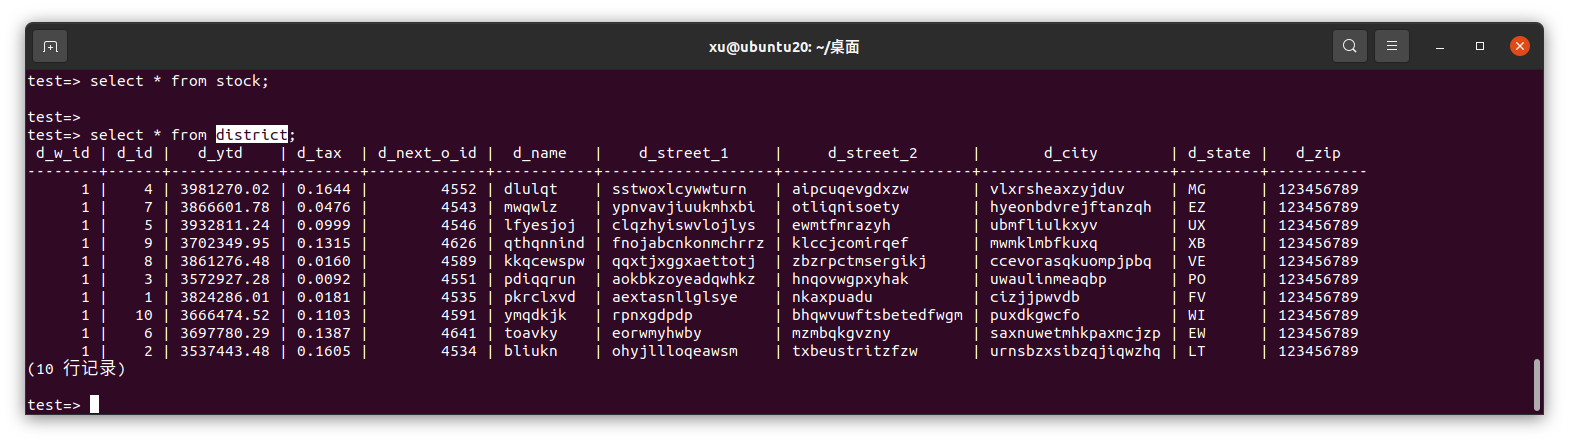 xu@ubuntu20: ~/桌面
test=> select * from stock;
test=>
test=> select * from district;
 d_w_id | d_id |   d_ytd    | d_tax  | d_next_o_id |  d_name   |    d_street_1     |     d_street_2      |       d_city        | d_state |   d_zip
--------+------+------------+--------+-------------+-----------+-------------------+---------------------+---------------------+---------+-----------
      1 |    4 | 3981270.02 | 0.1644 |        4552 | dlulqt    | sstwoxlcywwturn   | aipcuqevgdxzw       | vlxrsheaxzyjduv     | MG      | 123456789
      1 |    7 | 3866601.78 | 0.0476 |        4543 | mwqwlz    | ypnvavjiuukmhxbi  | otliqnisoety        | hyeonbdvrejftanzqh  | EZ      | 123456789
      1 |    5 | 3932811.24 | 0.0999 |        4546 | lfyesjoj  | clqzhyiswvlojlys  | ewmtfmrazyh         | ubmfliulkxyv        | UX      | 123456789
      1 |    9 | 3702349.95 | 0.1315 |        4626 | qthqnnind | fnojabcnkonmchrrz | klccjcomirqef       | mwmklmbfkuxq        | XB      | 123456789
      1 |    8 | 3861276.48 | 0.0160 |        4589 | kkqcewspw | qqxtjxggxaettotj  | zbzrpctmsergikj     | ccevorasqkuompjpbq  | VE      | 123456789
      1 |    3 | 3572927.28 | 0.0092 |        4551 | pdiqqrun  | aokbkzoyeadqwhkz  | hnqovwgpxyhak       | uwaulinmeaqbp       | PO      | 123456789
      1 |    1 | 3824286.01 | 0.0181 |        4535 | pkrclxvd  | aextasnllglsye    | nkaxpuadu           | cizjjpwvdb          | FV      | 123456789
      1 |   10 | 3666474.52 | 0.1103 |        4591 | ymqdkjk   | rpnxgdpdp         | bhqwvuwftsbetedfwgm | puxdkgwcfo          | WI      | 123456789
      1 |    6 | 3697780.29 | 0.1387 |        4641 | toavky    | eorwmyhwby        | mzmbqkgvzny         | saxnuwetmhkpaxmcjzp | EW      | 123456789
      1 |    2 | 3537443.48 | 0.1605 |        4534 | bliukn    | ohyjllloqeawsm    | txbeustritzfzw      | urnsbzxsibzqjiqwzhq | LT      | 123456789
(10 行记录)
test=>